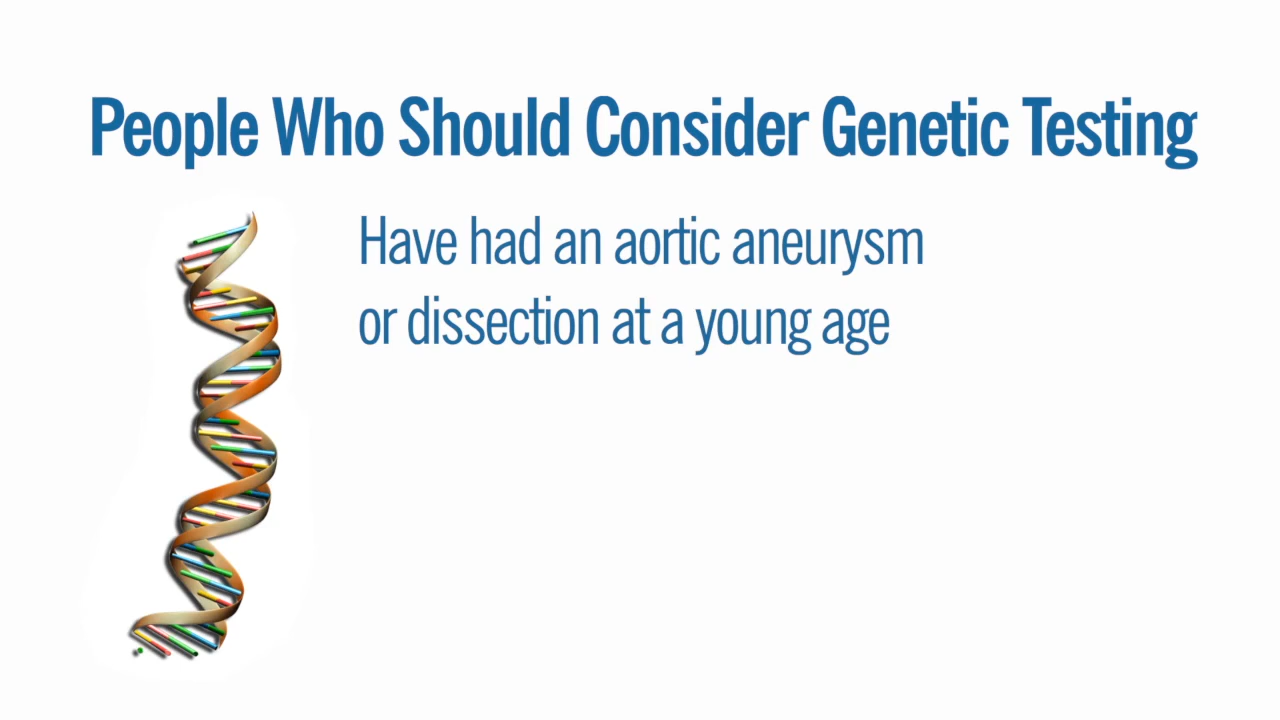 People Who Should Consider Genetic Testing
Have had an aortic aneurysm
or dissection at a young age